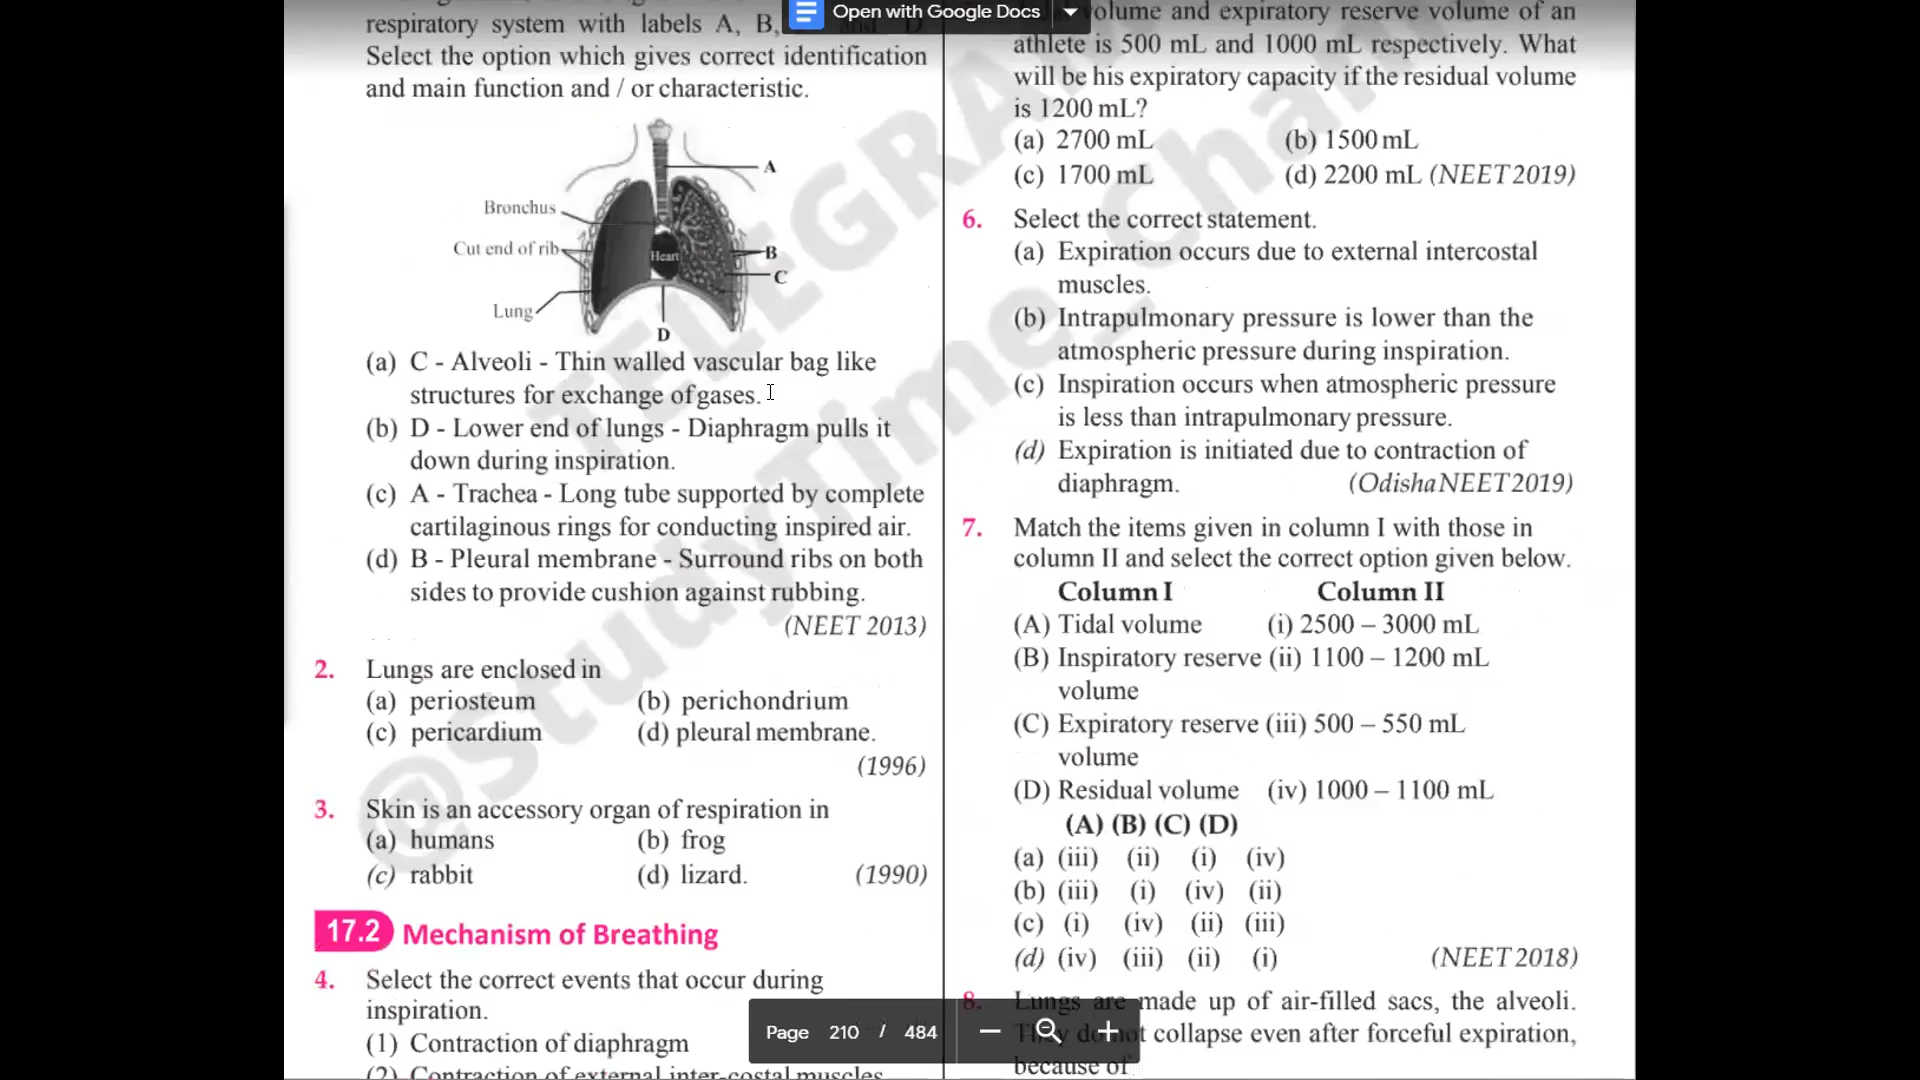 Open with Google Docs
respiratory system with labels A, B,
Select the option which gives correct identification
and main function and / or characteristic.
A
Bronchus
Cut end of rib
Heart
B
C
Lung
D
(a) C - Alveoli - Thin walled vascular bag like
structures for exchange of gases.
(b) D - Lower end of lungs - Diaphragm pulls it
down during inspiration.
(c) A - Trachea - Long tube supported by complete
cartilaginous rings for conducting inspired air.
(d) B - Pleural membrane - Surround ribs on both
sides to provide cushion against rubbing.
(NEET 2013)
2. Lungs are enclosed in
(a) periosteum (b) perichondrium
(c) pericardium (d) pleural membrane.
(1996)
3. Skin is an accessory organ of respiration in
(a) humans (b) frog
(c) rabbit (d) lizard. (1990)
17.2 Mechanism of Breathing
4. Select the correct events that occur during
inspiration.
(1) Contraction of diaphragm
(2) Contraction of external inter-costal muscles
volume and expiratory reserve volume of an
athlete is 500 mL and 1000 mL respectively. What
will be his expiratory capacity if the residual volume
is 1200 mL?
(a) 2700 mL (b) 1500 mL
(c) 1700 mL (d) 2200 mL (NEET 2019)
6. Select the correct statement.
(a) Expiration occurs due to external intercostal
muscles.
(b) Intrapulmonary pressure is lower than the
atmospheric pressure during inspiration.
(c) Inspiration occurs when atmospheric pressure
is less than intrapulmonary pressure.
(d) Expiration is initiated due to contraction of
diaphragm. (Odisha NEET 2019)
7. Match the items given in column I with those in
column II and select the correct option given below.
Column I Column II
(A) Tidal volume (i) 2500 – 3000 mL
(B) Inspiratory reserve (ii) 1100 – 1200 mL
volume
(C) Expiratory reserve (iii) 500 – 550 mL
volume
(D) Residual volume (iv) 1000 – 1100 mL
(A) (B) (C) (D)
(a) (iii) (ii) (i) (iv)
(b) (iii) (i) (iv) (ii)
(c) (i) (iv) (ii) (iii)
(d) (iv) (iii) (ii) (i) (NEET 2018)
8. Lungs are made up of air-filled sacs, the alveoli.
They do not collapse even after forceful expiration,
because of
Page 210 / 484